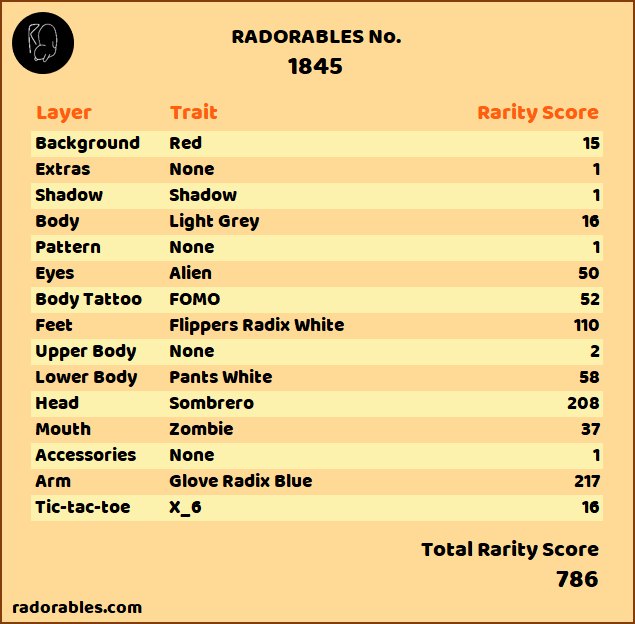 RADORABLES No.
1845
Layer Trait Rarity Score
Background Red 15
Extras None 1
Shadow Shadow 1
Body Light Grey 16
Pattern None 1
Eyes Alien 50
Body Tattoo FOMO 52
Feet Flippers Radix White 110
Upper Body None 2
Lower Body Pants White 58
Head Sombrero 208
Mouth Zombie 37
Accessories None 1
Arm Glove Radix Blue 217
Tic-tac-toe X_6 16
Total Rarity Score
786
radorables.com